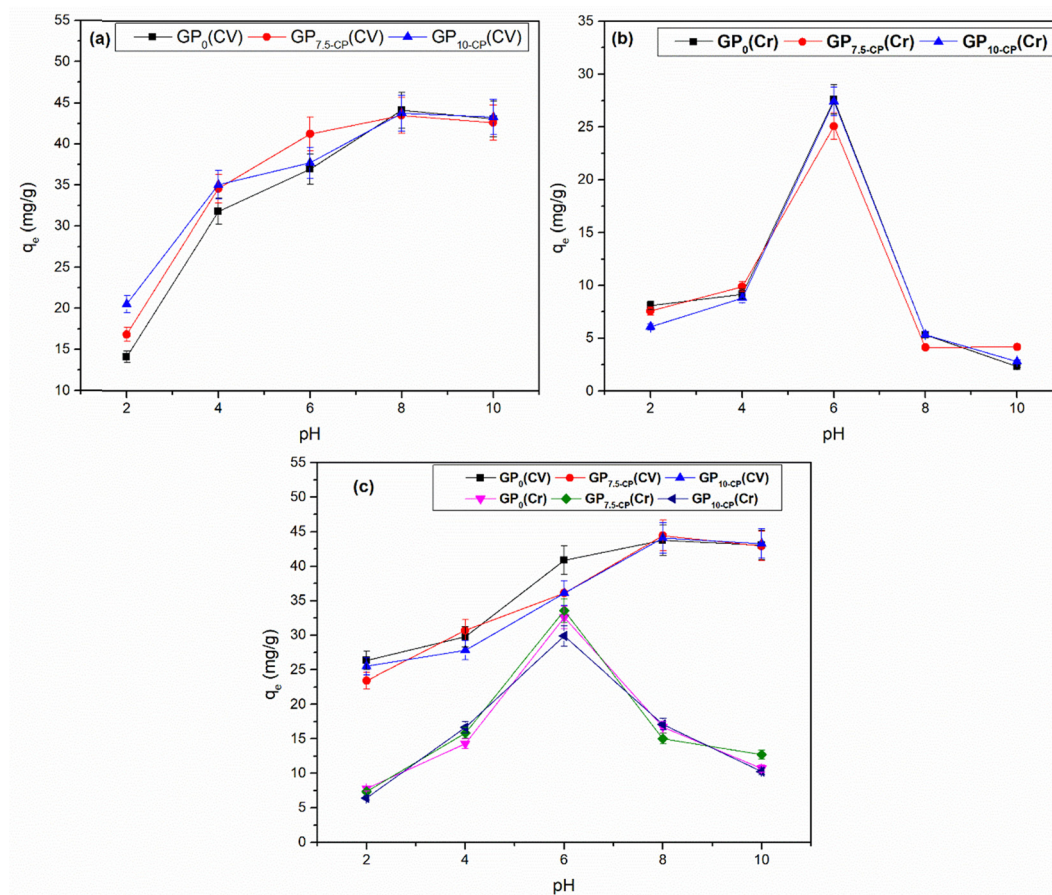 (a) GP0(CV) GP7.5-CP(CV) GP10-CP(CV)
55
50
45
40
35
30
25
20
15
10
qe (mg/g)
2 4 6 8 10
pH
(b) GP0(Cr) GP7.5-CP(Cr) GP10-CP(Cr)
35
30
25
20
15
10
5
0
qe (mg/g)
2 4 6 8 10
pH
(c) GP0(CV) GP7.5-CP(CV) GP10-CP(CV)
GP0(Cr) GP7.5-CP(Cr) GP10-CP(Cr)
55
50
45
40
35
30
25
20
15
10
5
0
qe (mg/g)
2 4 6 8 10
pH